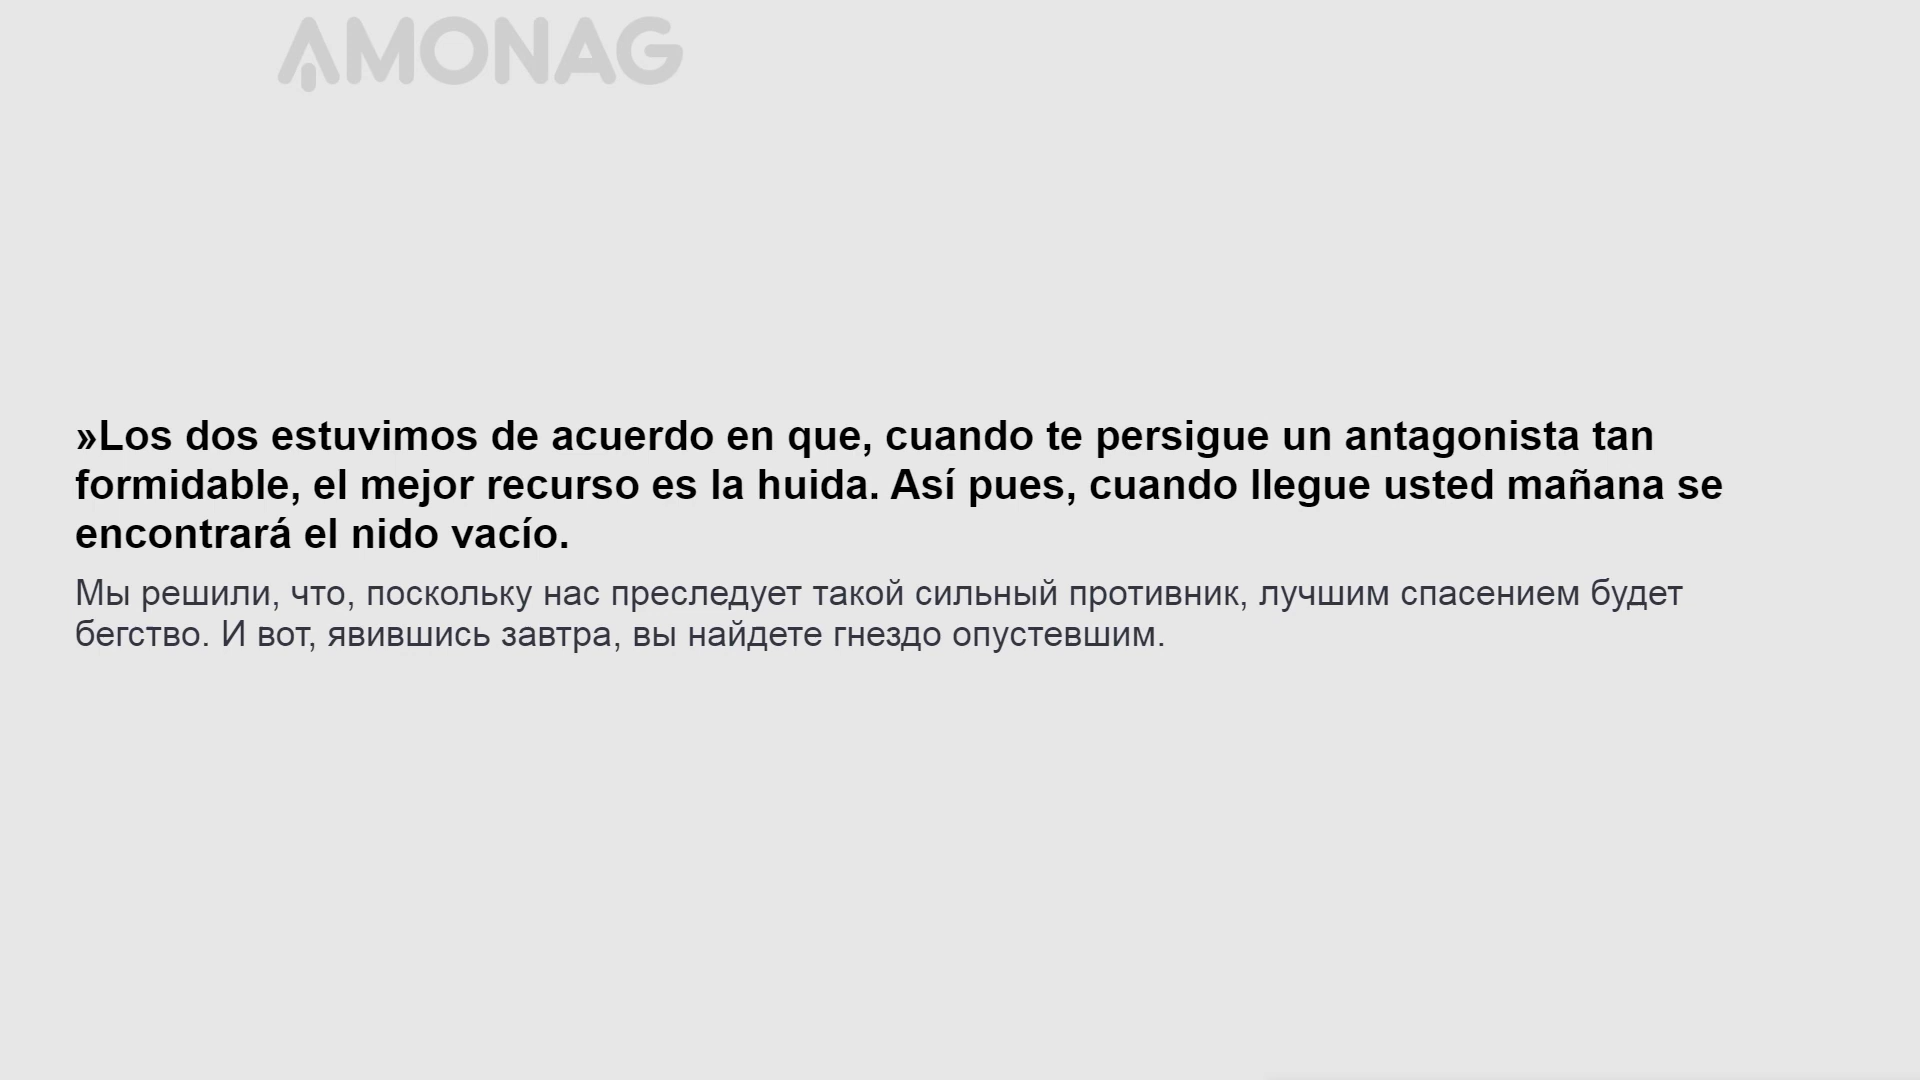 AMONAG
»Los dos estuvimos de acuerdo en que, cuando te persigue un antagonista tan
formidable, el mejor recurso es la huida. Así pues, cuando llegue usted mañana se
encontrará el nido vacío.
Мы решили, что, поскольку нас преследует такой сильный противник, лучшим спасением будет
бегство. И вот, явившись завтра, вы найдете гнездо опустевшим.